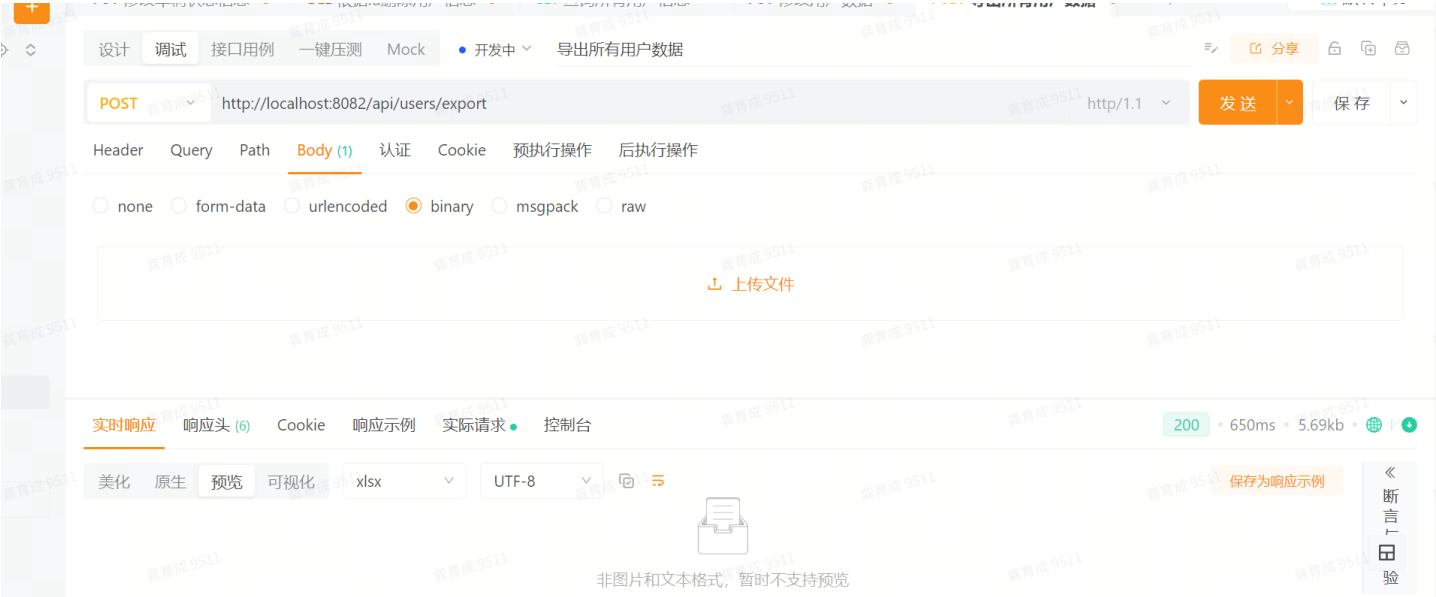 设计 调试 接口用例 一键压测 Mock 开发中 导出所有用户数据 分享
POST http://localhost:8082/api/users/export http/1.1 发送 保存
Header Query Path Body (1) 认证 Cookie 预执行操作 后执行操作
none form-data urlencoded binary msgpack raw
上传文件
实时响应 响应头 (6) Cookie 响应示例 实际请求 控制台 200 650ms 5.69kb
美化 原生 预览 可视化 xlsx UTF-8 保存为响应示例
断
言
验
非图片和文本格式，暂时不支持预览
龚育成 9511